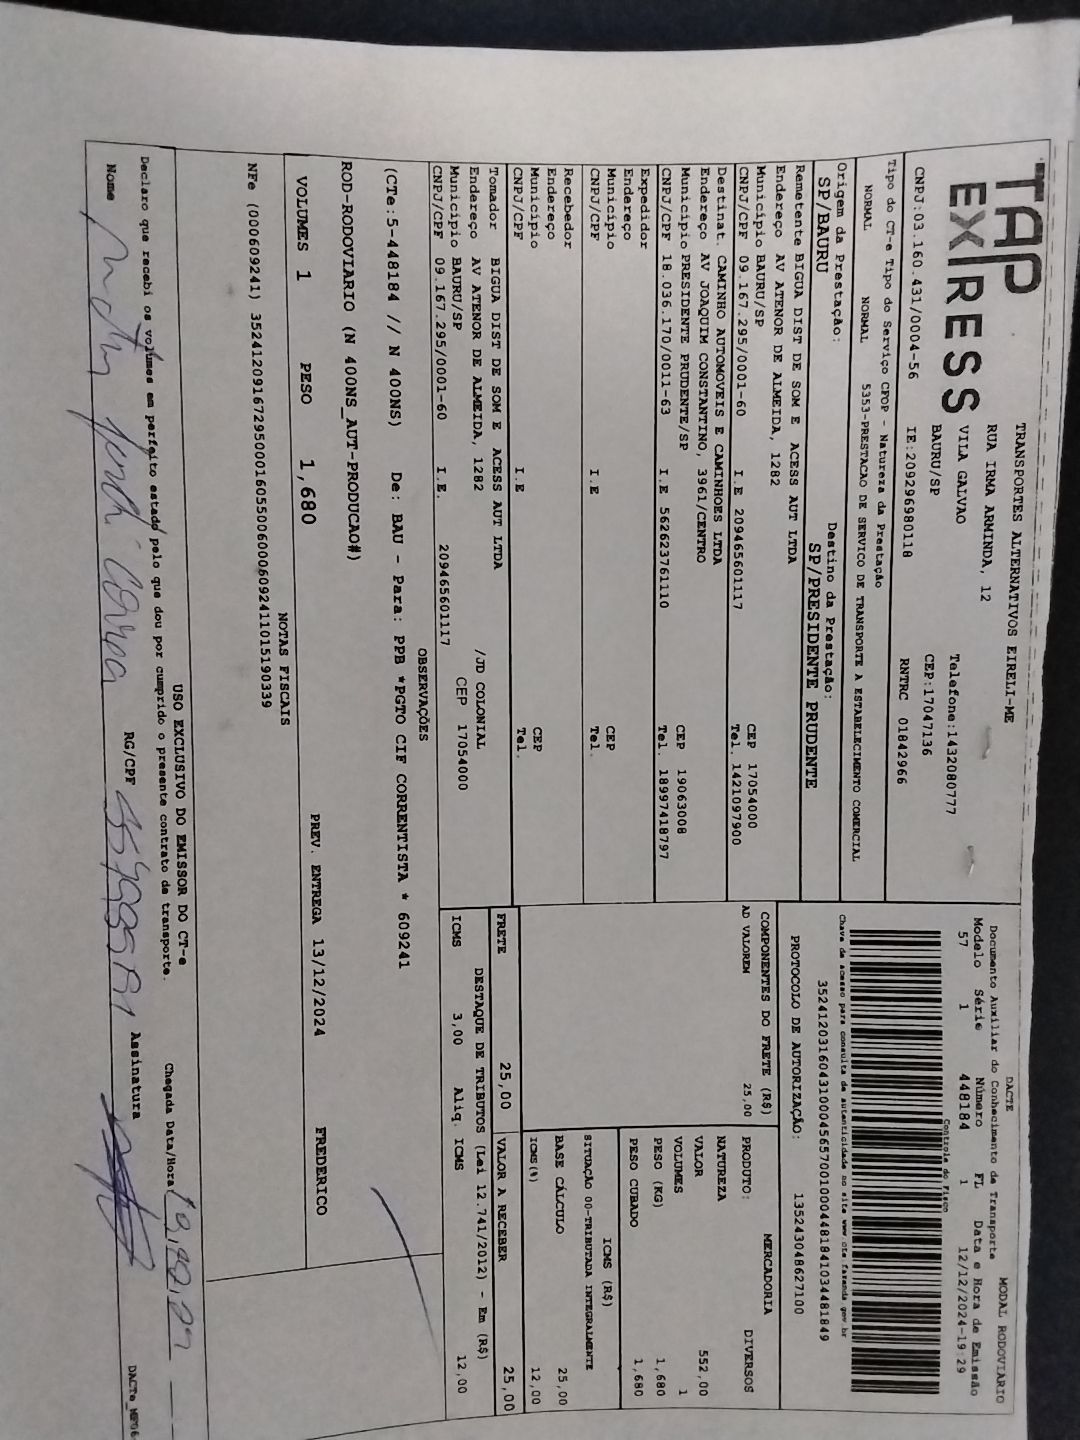 TAP
EXPRESS
TRANSPORTES ALTERNATIVOS EIRELI-ME
RUA IRMA ARMINDA, 12
VILA GALVAO
Telefone:1432080777
BAURU/SP
CEP:17047136
CNPJ:03.160.431/0004-56
IE:209296980118
RNTRC 01842966
DACTE
MODAL RODOVIARIO
Documento Auxiliar do Conhecimento de Transporte
Modelo Série Número FL Data e Hora de Emissão
57 1 448184 1 12/12/2024-19:29
Controle do Fisco
Chave de acesso para consulta de autenticidade no site www.cte.fazenda.gov.br
35241203160431000456570010004481841034481849
PROTOCOLO DE AUTORIZAÇÃO: 135243048627100
Tipo do CT-e Tipo do Serviço CFOP - Natureza da Prestação
NORMAL NORMAL 5353-PRESTACAO DE SERVICO DE TRANSPORTE A ESTABELECIMENTO COMERCIAL
Origem da Prestação: Destino da Prestação:
SP/BAURU SP/PRESIDENTE PRUDENTE
Remetente BIGUA DIST DE SOM E ACESS AUT LTDA
Endereço AV ATENOR DE ALMEIDA, 1282
Município BAURU/SP CEP 17054000
CNPJ/CPF 09.167.295/0001-60 I.E 209465601117 Tel. 1421097900
Destinat. CAMINHO AUTOMOVEIS E CAMINHOES LTDA
Endereço AV JOAQUIM CONSTANTINO, 3961/CENTRO
Município PRESIDENTE PRUDENTE/SP CEP 19063008
CNPJ/CPF 18.036.170/0011-63 I.E 562623761110 Tel. 18997418797
Expedidor
Endereço
Município CEP
CNPJ/CPF I.E Tel.
Recebedor
Endereço
Município CEP
CNPJ/CPF I.E Tel.
Tomador BIGUA DIST DE SOM E ACESS AUT LTDA
Endereço AV ATENOR DE ALMEIDA, 1282 /JD COLONIAL
Município BAURU/SP CEP 17054000
CNPJ/CPF 09.167.295/0001-60 I.E. 209465601117
COMPONENTES DO FRETE (R$)
AD VALOREM 25,00
PRODUTO: MERCADORIA
NATUREZA DIVERSOS
VALOR 552,00
VOLUMES 1
PESO (KG) 1,680
PESO CUBADO 1,680
ICMS (R$)
SITUAÇÃO 00-TRIBUTADA INTEGRALMENTE
BASE CÁLCULO 25,00
ICMS(%) 12,00
FRETE 25,00 VALOR A RECEBER 25,00
DESTAQUE DE TRIBUTOS (Lei 12.741/2012) - Em (R$)
ICMS 3,00 Aliq. ICMS 12,00
OBSERVAÇÕES
(CTe:5-448184 // N 400NS) De: BAU - Para: PPB *PGTO CIF CORRENTISTA * 609241
ROD-RODOVIARIO (N 400NS_AUT-PRODUCAO#)
VOLUMES 1 PESO 1,680 PREV. ENTREGA 13/12/2024 FREDERICO
NOTAS FISCAIS
NFe (000609241) 35241209167295000160550060006092411015190339
USO EXCLUSIVO DO EMISSOR DO CT-e
Declaro que recebi os volumes em perfeito estado pelo que dou por cumprido o presente contrato de transporte.
Chegada Data/Hora
Nome RG/CPF Assinatura